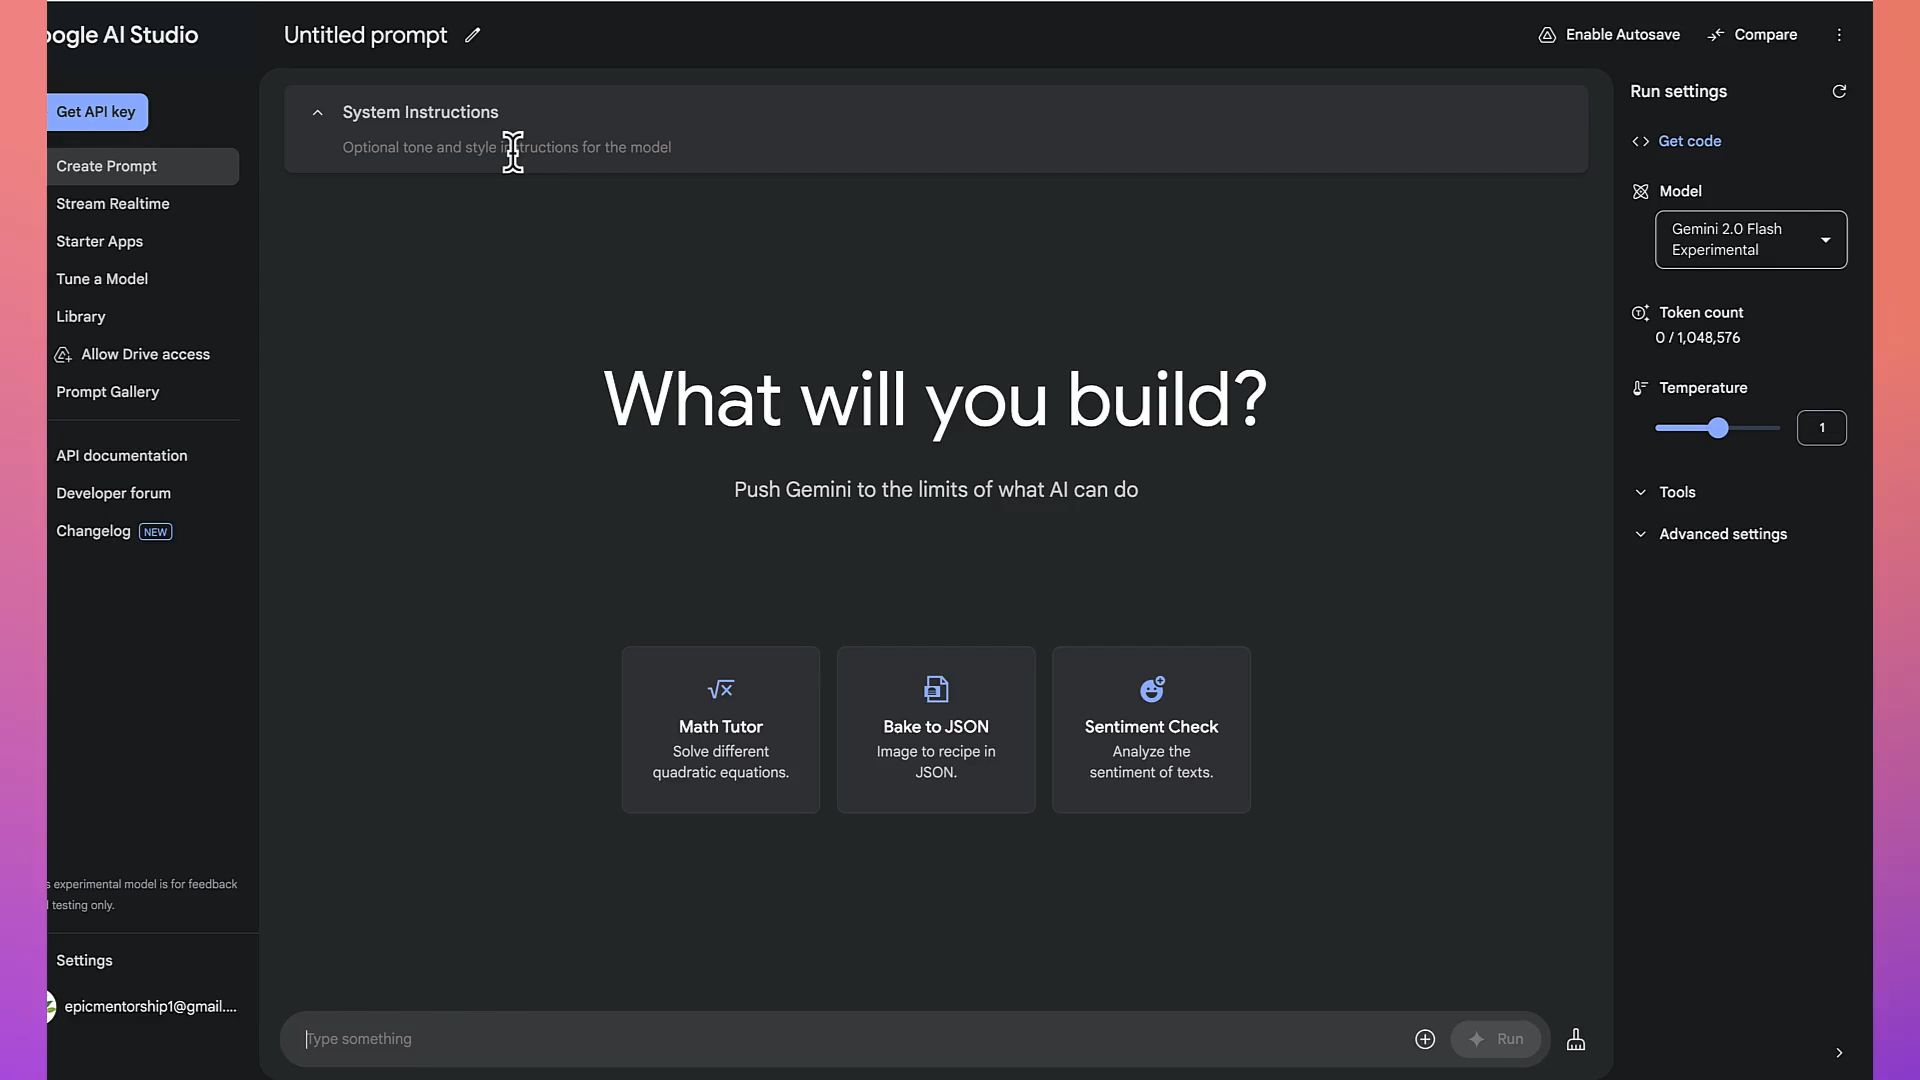 oogle AI Studio
Untitled prompt
Enable Autosave
Compare
Get API key
Create Prompt
Stream Realtime
Starter Apps
Tune a Model
Library
Allow Drive access
Prompt Gallery
API documentation
Developer forum
Changelog NEW
s experimental model is for feedback
testing only.
Settings
epicmentorship1@gmail....
System Instructions
Optional tone and style instructions for the model
What will you build?
Push Gemini to the limits of what AI can do
Math Tutor
Solve different
quadratic equations.
Bake to JSON
Image to recipe in
JSON.
Sentiment Check
Analyze the
sentiment of texts.
Type something
Run
Run settings
Get code
Model
Gemini 2.0 Flash
Experimental
Token count
0 / 1,048,576
Temperature
1
Tools
Advanced settings